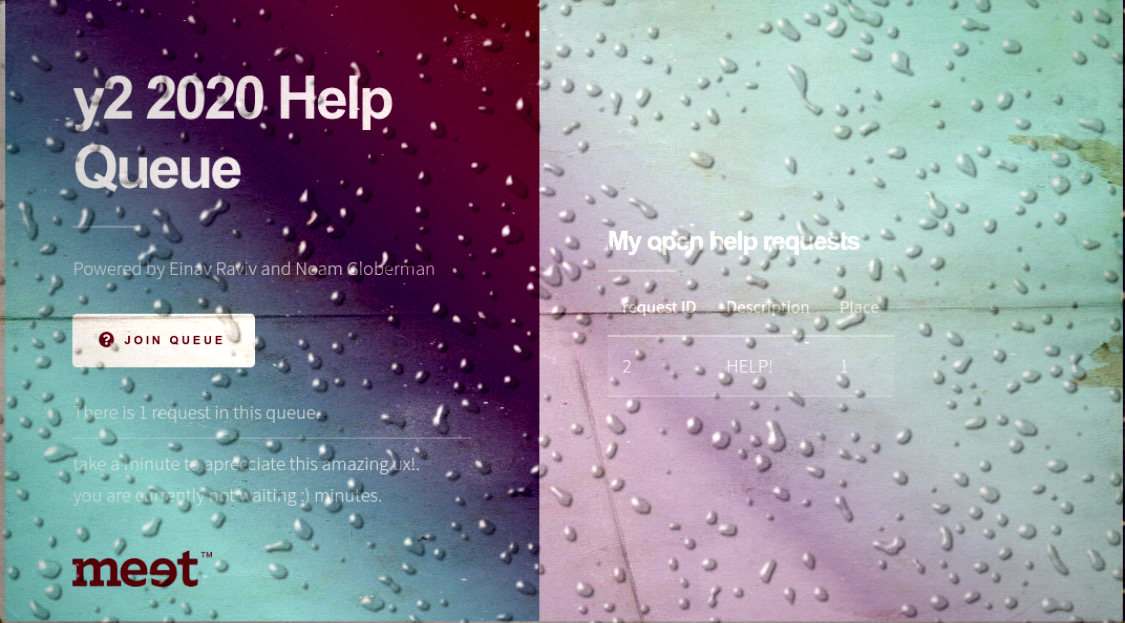 y2 2020 Help
Queue
Powered by Einav Raviv and Noam Globerman
? JOIN QUEUE
There is 1 request in this queue.
take a minute to apreciate this amazing ux!.
you are currently not waiting ;) minutes.
meet™
My open help requests
request ID Description Place
2 HELP! 1